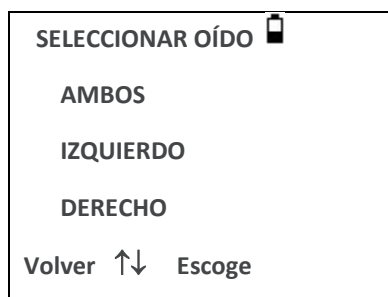 SELECCIONAR OÍDO
AMBOS
IZQUIERDO
DERECHO
Volver ↑↓ Escoge